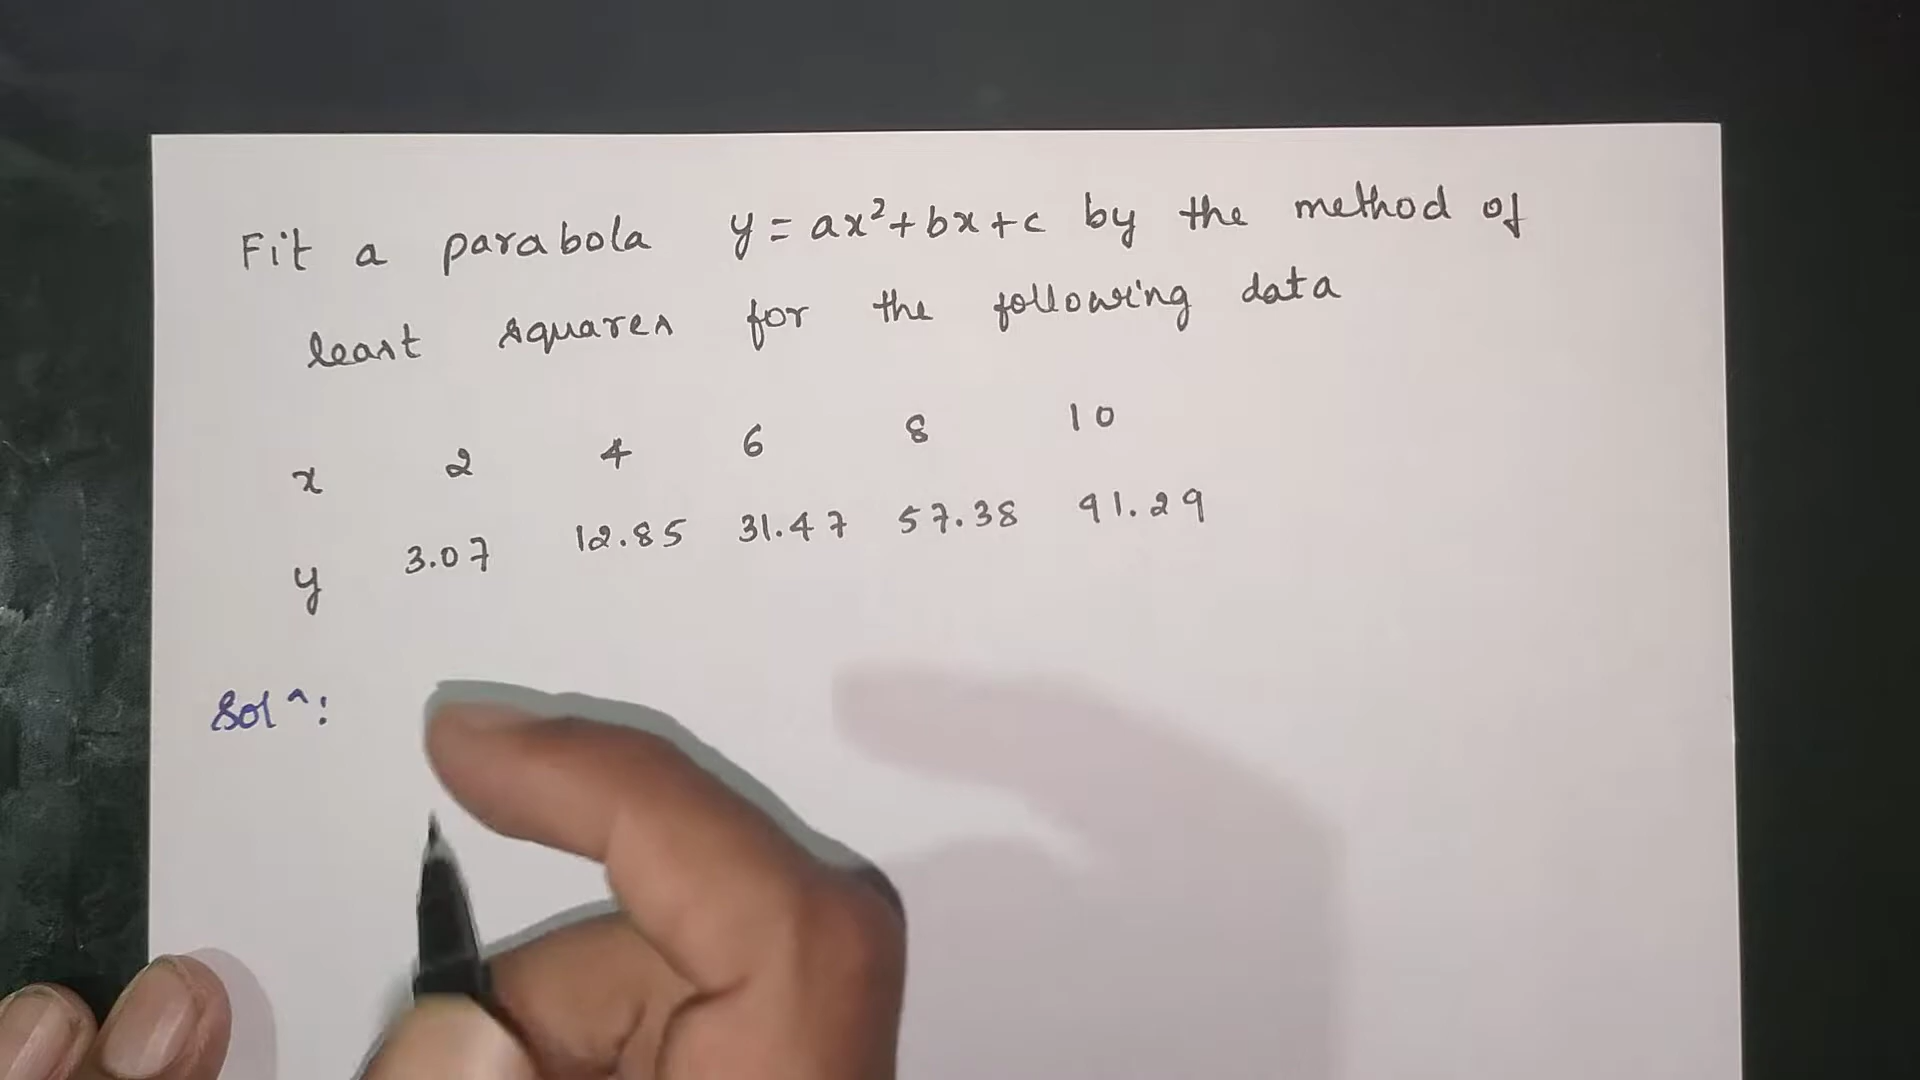 Fit a parabola y = ax²+bx+c by the method of
least squares for the following data
x 2 4 6 8 10
y 3.07 12.85 31.47 57.38 91.29
Solⁿ: